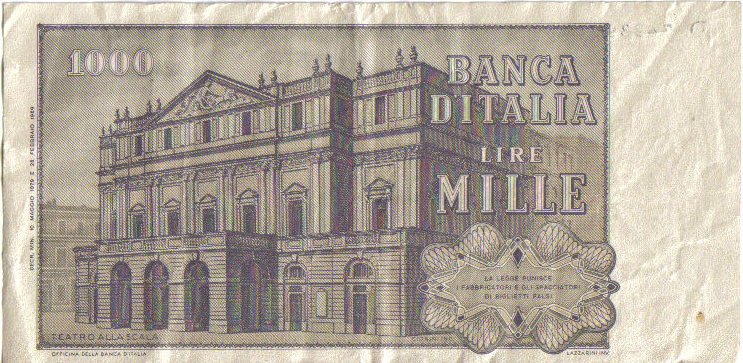 1000
BANCA
D'ITALIA
LIRE
MILLE
LA LEGGE PUNISCE
I FABBRICATORI E GLI SPACCIATORI
DI BIGLIETTI FALSI
TEATRO ALLA SCALA
OFFICINA DELLA BANCA D'ITALIA
LAZZARINI INV.